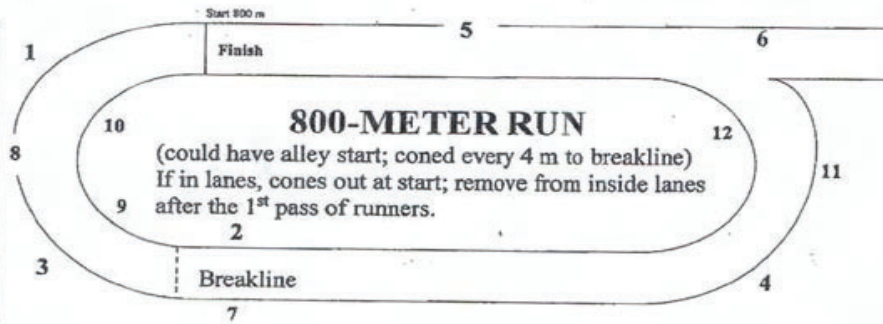 Start 800 m
5
6
1
Finish
10
800-METER RUN
12
(could have alley start; coned every 4 m to breakline)
8
If in lanes, cones out at start; remove from inside lanes
11
after the 1st pass of runners.
9
2
3
Breakline
4
7